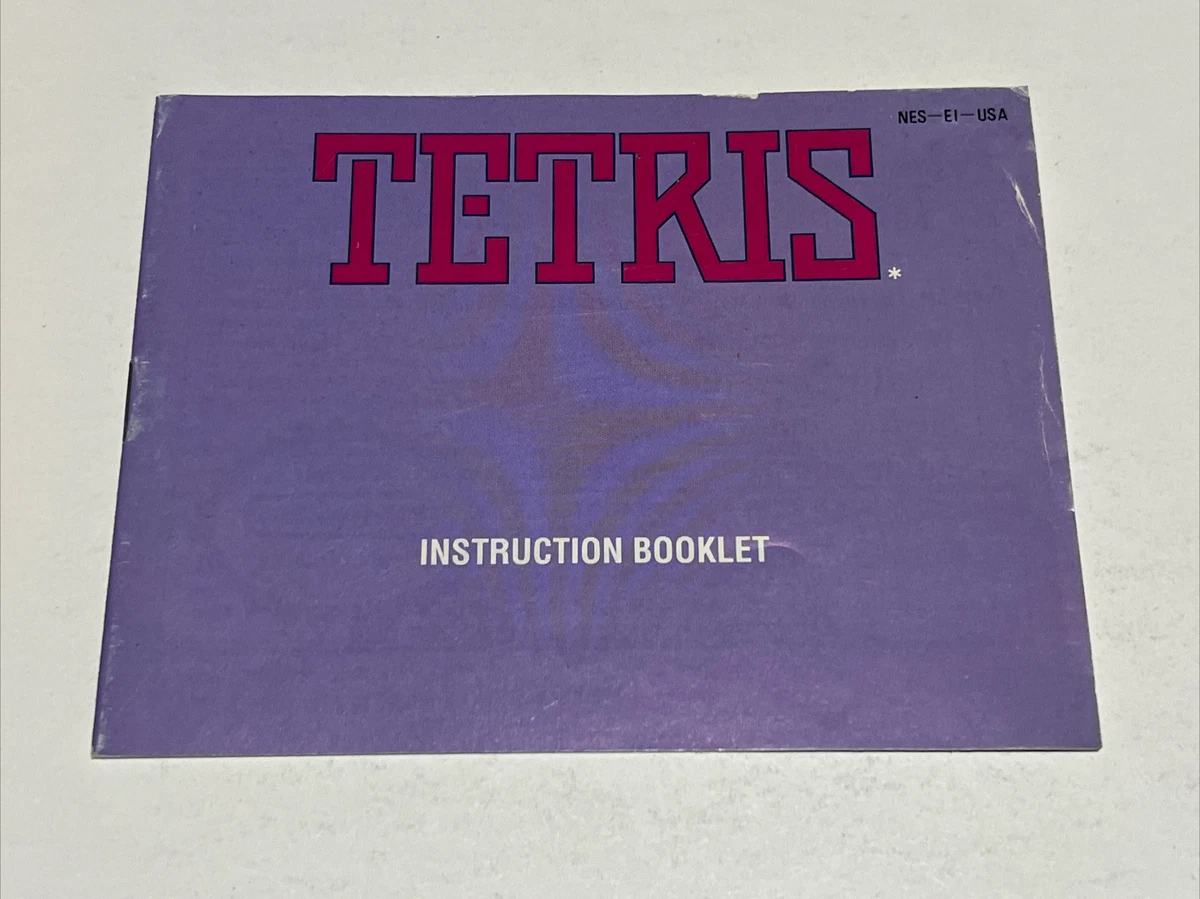 NES-EI-USA
TETRIS*
INSTRUCTION BOOKLET